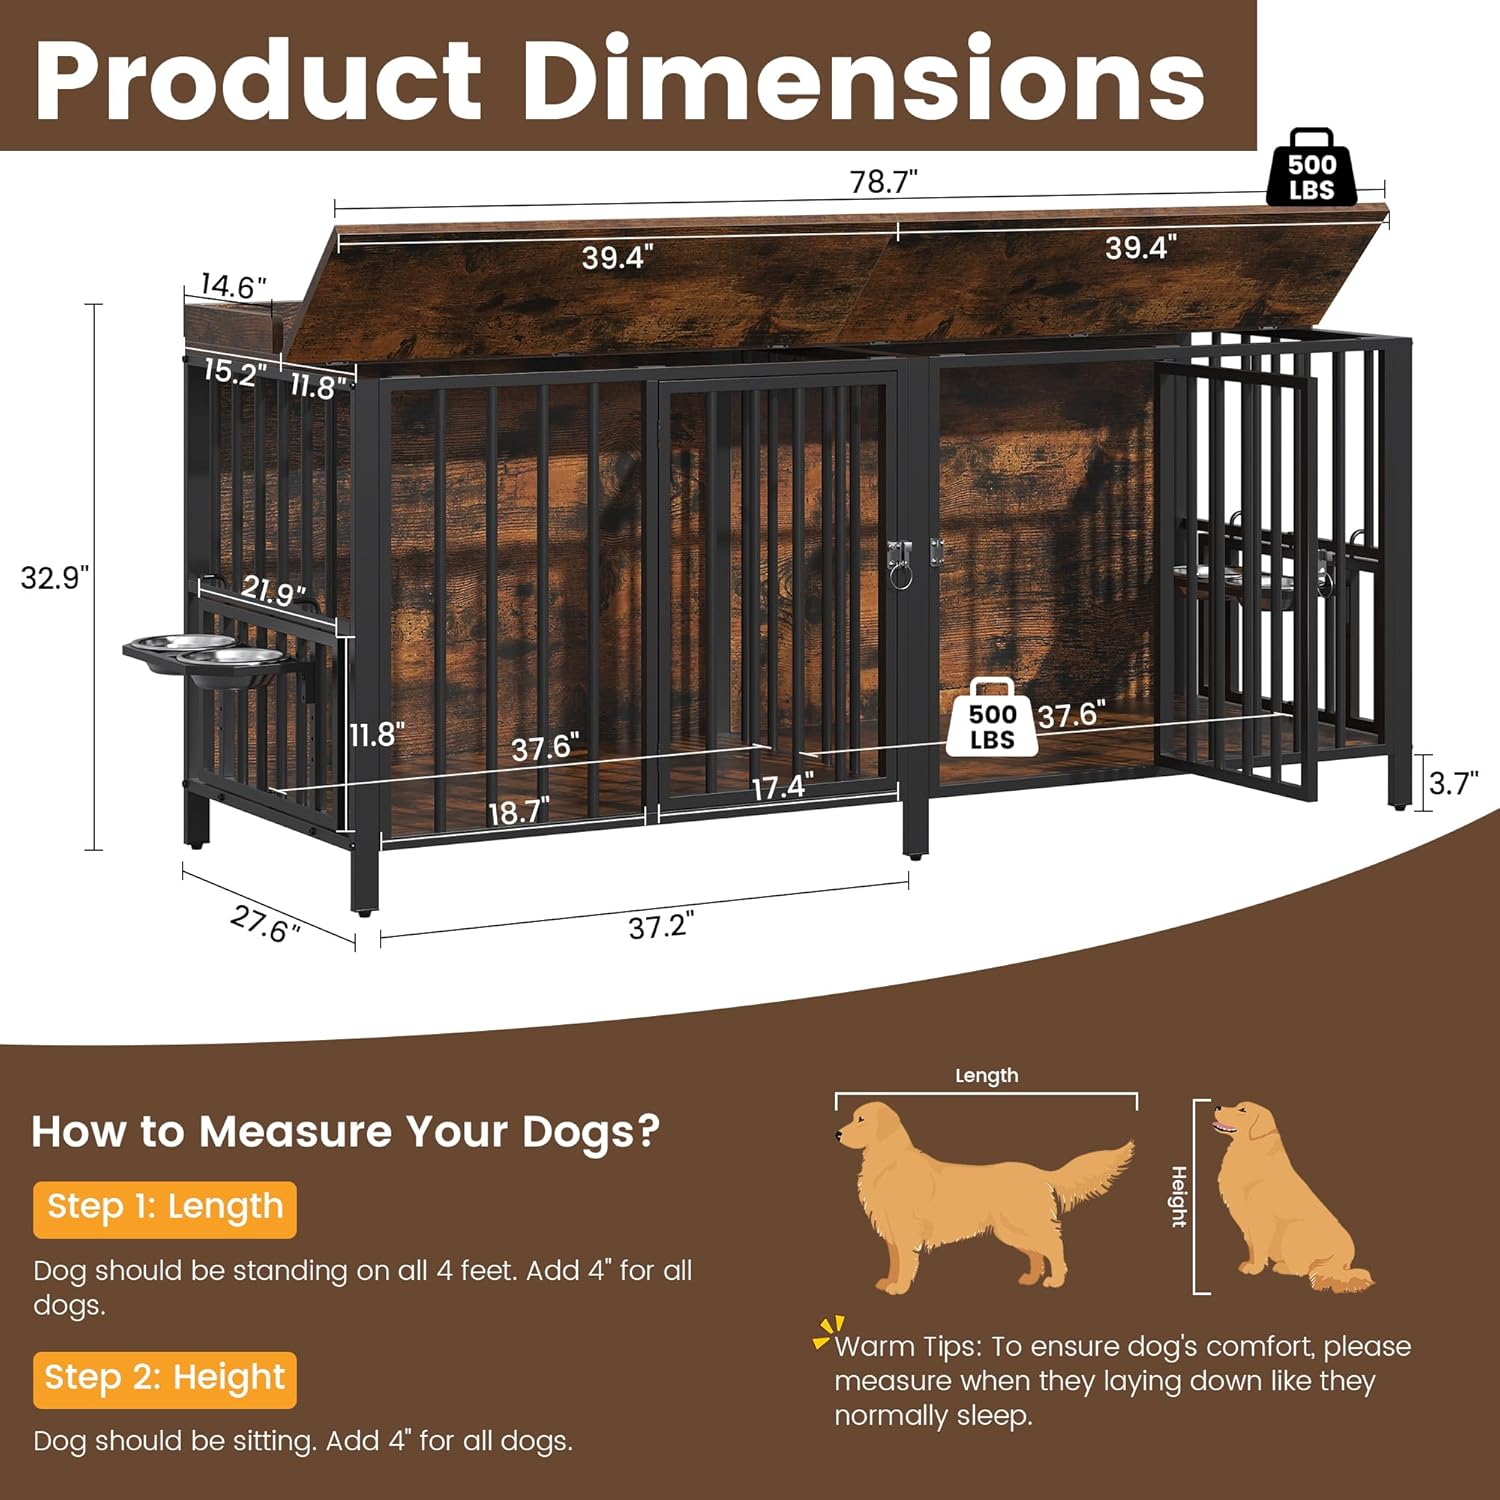 Product Dimensions
500
LBS
78.7"
39.4"
39.4"
14.6"
15.2"
11.8"
32.9"
21.9"
11.8"
37.6"
500
LBS
37.6"
18.7"
17.4"
3.7"
27.6"
37.2"
How to Measure Your Dogs?
Step 1: Length
Dog should be standing on all 4 feet. Add 4" for all
dogs.
Step 2: Height
Dog should be sitting. Add 4" for all dogs.
Length
Height
Warm Tips: To ensure dog's comfort, please
measure when they laying down like they
normally sleep.